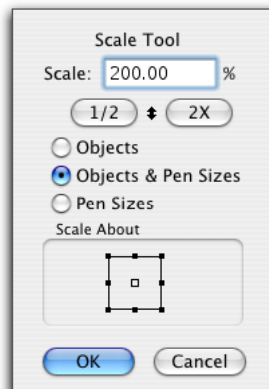 Scale Tool
Scale: 200.00 %
1/2 2X
Objects
Objects & Pen Sizes
Pen Sizes
Scale About
OK Cancel